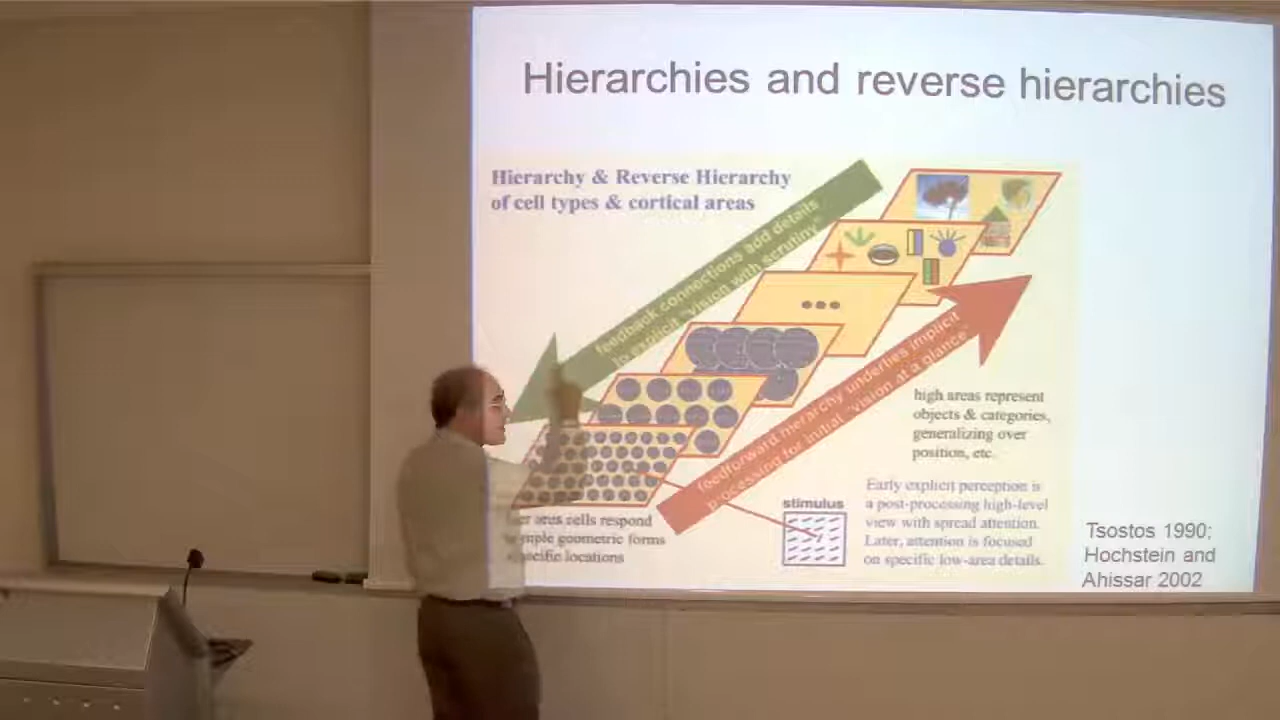 Hierarchies and reverse hierarchies
Hierarchy & Reverse Hierarchy
of cell types & cortical areas
feedback connections add details
to explicit "vision with scrutiny"
feedforward hierarchy underlies implicit
processing for initial "vision at a glance"
high areas represent
objects & categories,
generalizing over
position, etc.
cells respond
geometric forms
locations
stimulus
Early explicit perception is
a post-processing high-level
view with spread attention.
Later, attention is focused
on specific low-area details.
Tsostos 1990;
Hochstein and
Ahissar 2002